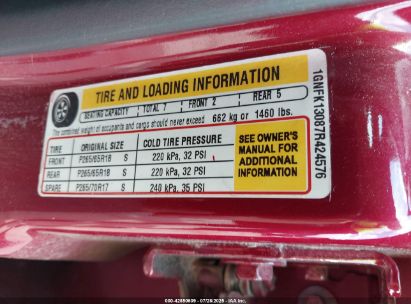 TIRE AND LOADING INFORMATION
SEATING CAPACITY TOTAL 7 FRONT 2 REAR 5
The combined weight of occupants and cargo should never exceed 662 kg or 1460 lbs.
TIRE ORIGINAL SIZE COLD TIRE PRESSURE
FRONT P265/65R18 S 220 kPa, 32 PSI
REAR P265/65R18 S 220 kPa, 32 PSI
SPARE P265/70R17 S 240 kPa, 35 PSI
SEE OWNER'S
MANUAL FOR
ADDITIONAL
INFORMATION
1GNFK13087R424576